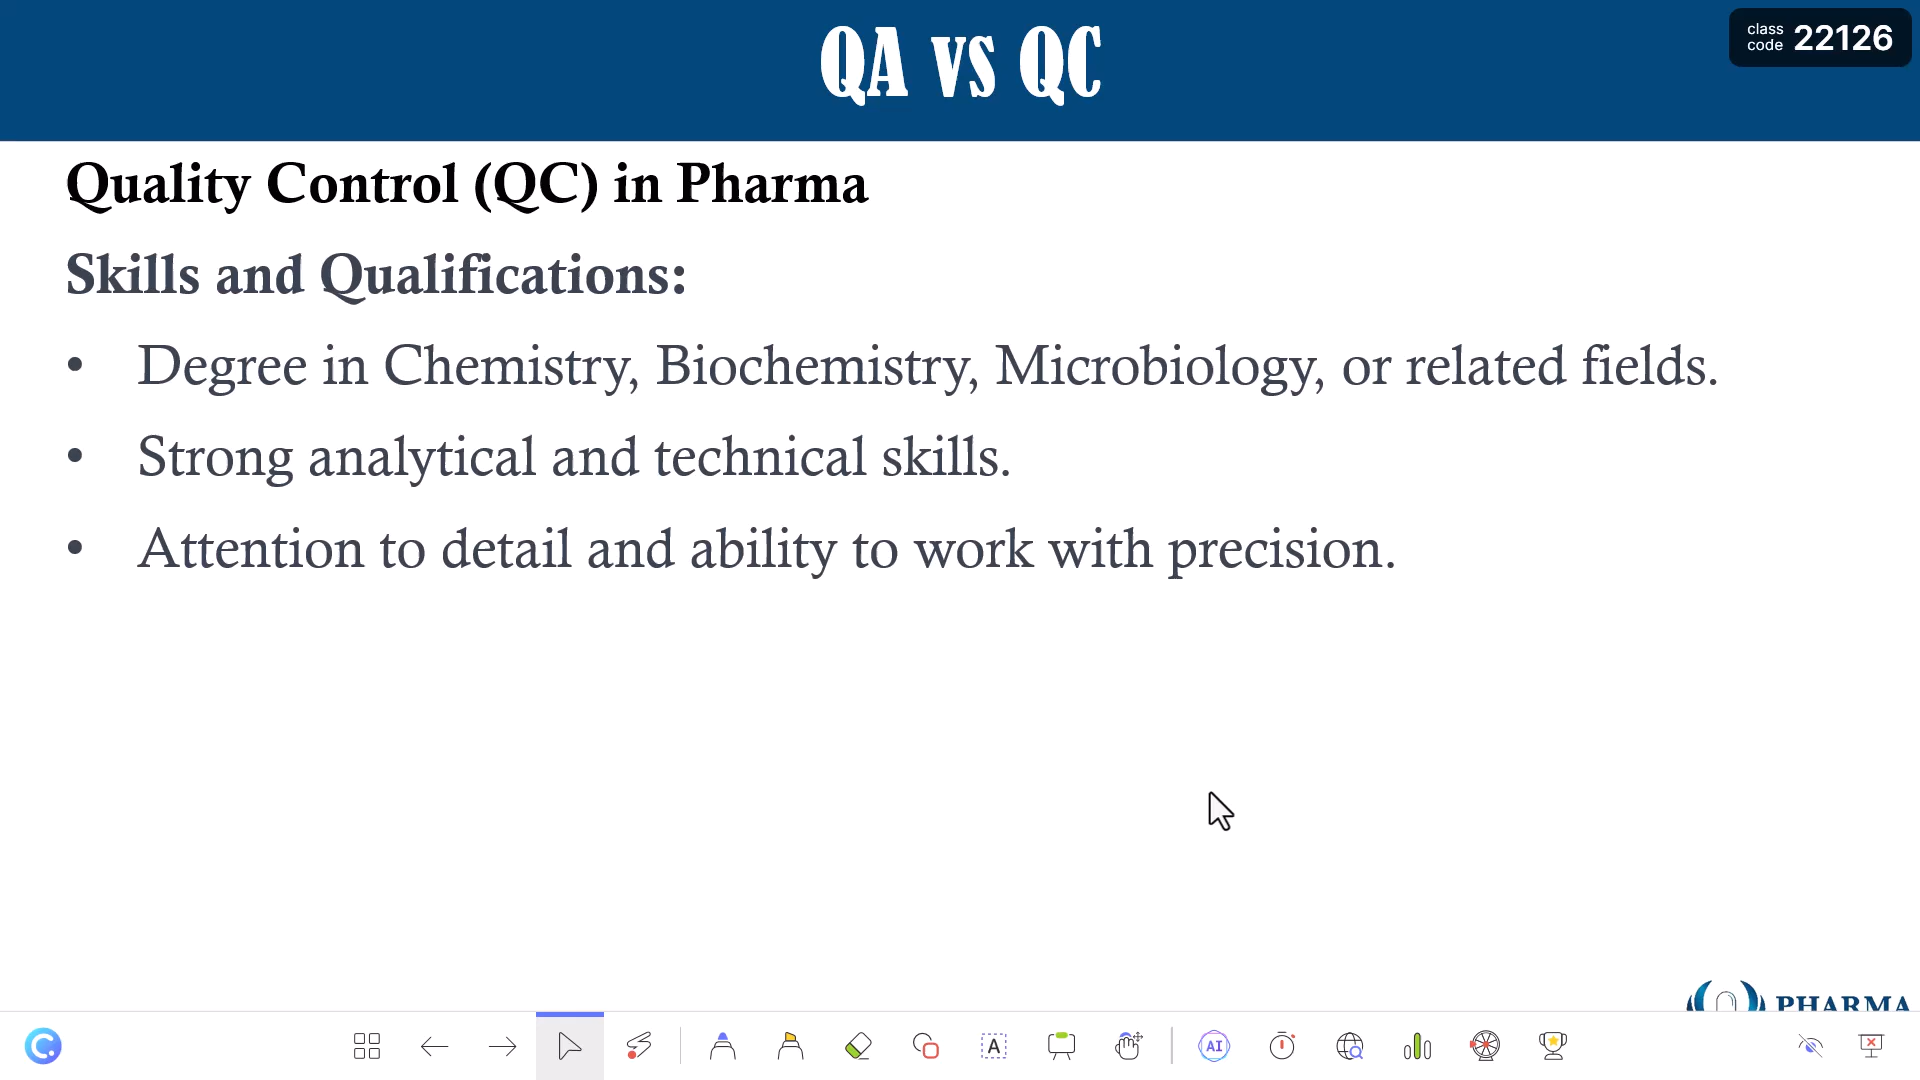 QA VS QC
class code 22126
Quality Control (QC) in Pharma
Skills and Qualifications:
• Degree in Chemistry, Biochemistry, Microbiology, or related fields.
• Strong analytical and technical skills.
• Attention to detail and ability to work with precision.
PHARMA
A
AI